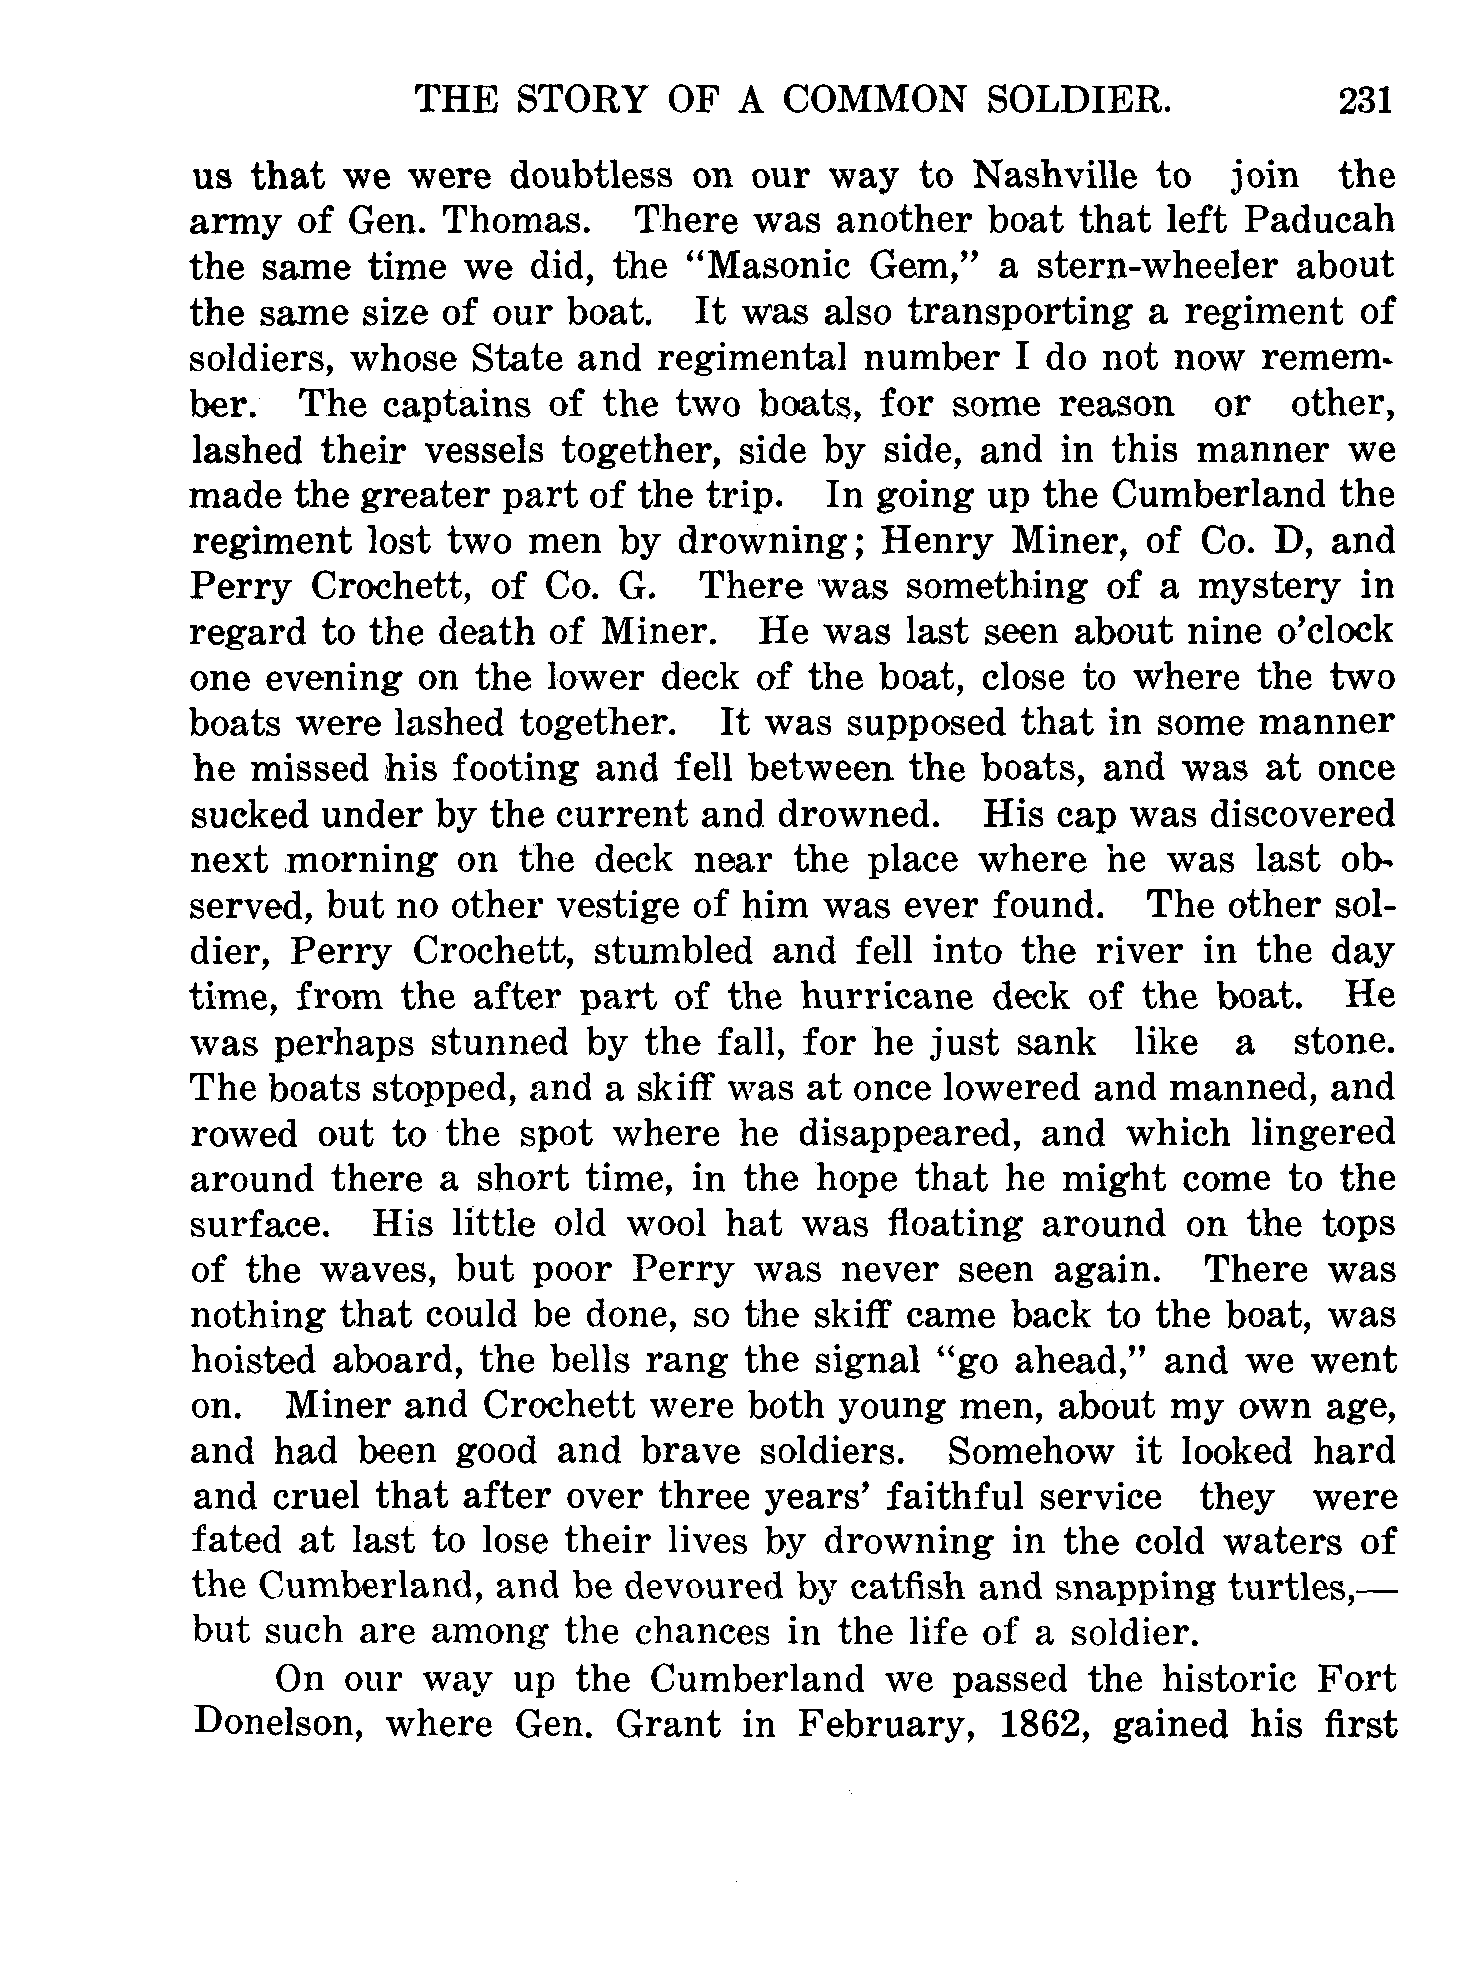 THE STORY OF A COMMON SOLDIER. 231
us that we were doubtless on our way to Nashville to join the
army of Gen. Thomas. There was another boat that left Paducah
the same time we did, the “Masonic Gem,” a stern-wheeler about
the same size of our boat. It was also transporting a regiment of
soldiers, whose State and regimental number I do not now remem-
ber. The captains of the two boats, for some reason or other,
lashed their vessels together, side by side, and in this manner we
made the greater part of the trip. In going up the Cumberland the
regiment lost two men by drowning; Henry Miner, of Co. D, and
Perry Crochett, of Co. G. There was something of a mystery in
regard to the death of Miner. He was last seen about nine o’clock
one evening on the lower deck of the boat, close to where the two
boats were lashed together. It was supposed that in some manner
he missed his footing and fell between the boats, and was at once
sucked under by the current and drowned. His cap was discovered
next morning on the deck near the place where he was last ob-
served, but no other vestige of him was ever found. The other sol-
dier, Perry Crochett, stumbled and fell into the river in the day
time, from the after part of the hurricane deck of the boat. He
was perhaps stunned by the fall, for he just sank like a stone.
The boats stopped, and a skiff was at once lowered and manned, and
rowed out to the spot where he disappeared, and which lingered
around there a short time, in the hope that he might come to the
surface. His little old wool hat was floating around on the tops
of the waves, but poor Perry was never seen again. There was
nothing that could be done, so the skiff came back to the boat, was
hoisted aboard, the bells rang the signal “go ahead,” and we went
on. Miner and Crochett were both young men, about my own age,
and had been good and brave soldiers. Somehow it looked hard
and cruel that after over three years’ faithful service they were
fated at last to lose their lives by drowning in the cold waters of
the Cumberland, and be devoured by catfish and snapping turtles,—
but such are among the chances in the life of a soldier.
On our way up the Cumberland we passed the historic Fort
Donelson, where Gen. Grant in February, 1862, gained his first